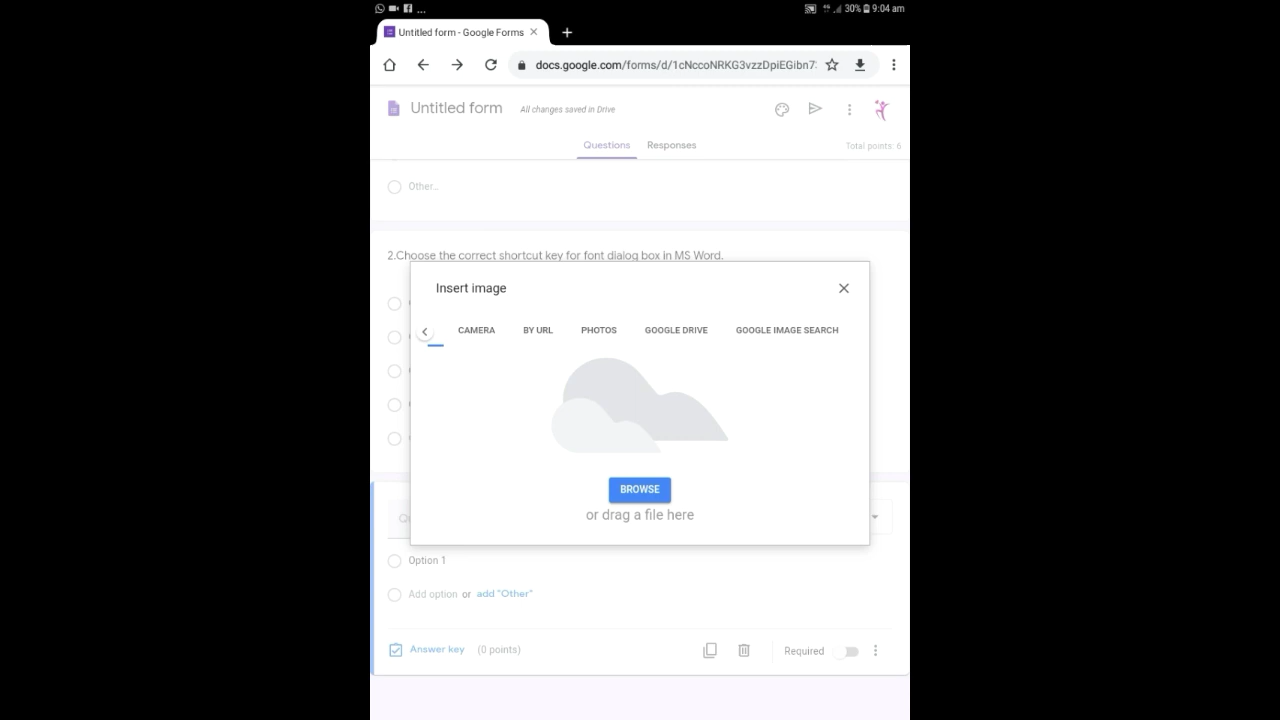 ... 30% 9:04 am
Untitled form - Google Forms
docs.google.com/forms/d/1cNccoNRKG3vzzDpiEGibn7
Untitled form All changes saved in Drive
Questions Responses Total points: 6
Other...
2.Choose the correct shortcut key for font dialog box in MS Word.
Insert image
CAMERA BY URL PHOTOS GOOGLE DRIVE GOOGLE IMAGE SEARCH
BROWSE
or drag a file here
Option 1
Add option or add "Other"
Answer key (0 points) Required